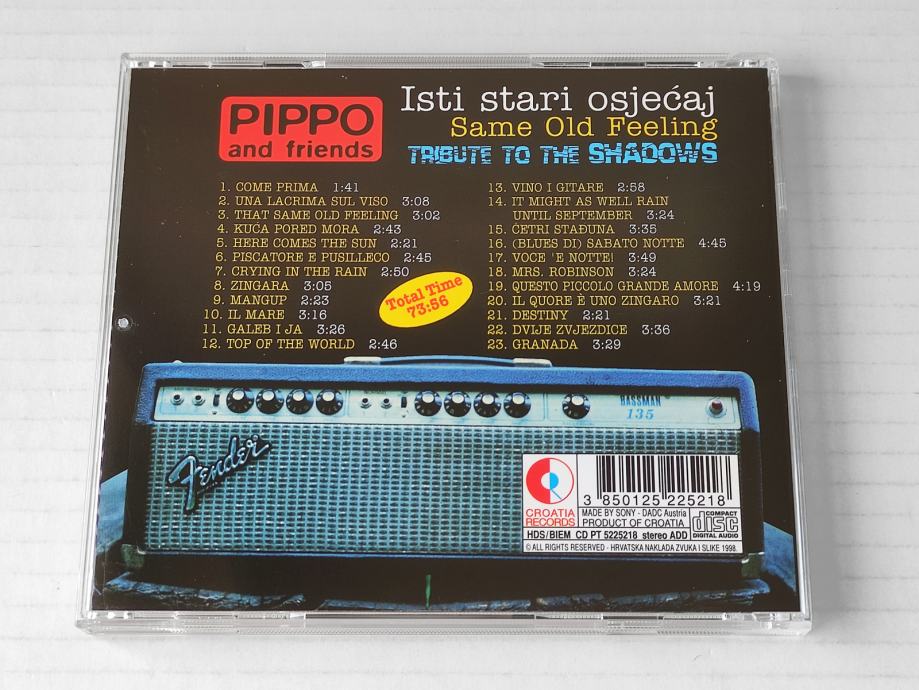 PIPPO
and friends
Isti stari osjećaj
Same Old Feeling
TRIBUTE TO THE SHADOWS
1. COME PRIMA 1:41
2. UNA LACRIMA SUL VISO 3:08
3. THAT SAME OLD FEELING 3:02
4. KUĆA PORED MORA 2:43
5. HERE COMES THE SUN 2:21
6. PISCATORE E PUSILLECO 2:45
7. CRYING IN THE RAIN 2:50
8. ZINGARA 3:05
9. MANGUP 2:23
10. IL MARE 3:16
11. GALEB I JA 3:26
12. TOP OF THE WORLD 2:46
Total Time
73:56
13. VINO I GITARE 2:58
14. IT MIGHT AS WELL RAIN
UNTIL SEPTEMBER 3:24
15. ČETRI STAĐUNA 3:35
16. (BLUES DI) SABATO NOTTE 4:45
17. VOCE 'E NOTTE! 3:49
18. MRS. ROBINSON 3:24
19. QUESTO PICCOLO GRANDE AMORE 4:19
20. IL QUORE È UNO ZINGARO 3:21
21. DESTINY 2:21
22. DVIJE ZVJEZDICE 3:36
23. GRANADA 3:29
BASSMAN
135
Fender
CROATIA
RECORDS
3 850125 225218
MADE BY SONY - DADC Austria
PRODUCT OF CROATIA
COMPACT
disc
DIGITAL AUDIO
HDS/BIEM CD PT 5225218 stereo ADD
© ALL RIGHTS RESERVED - HRVATSKA NAKLADA ZVUKA I SLIKE 1998.